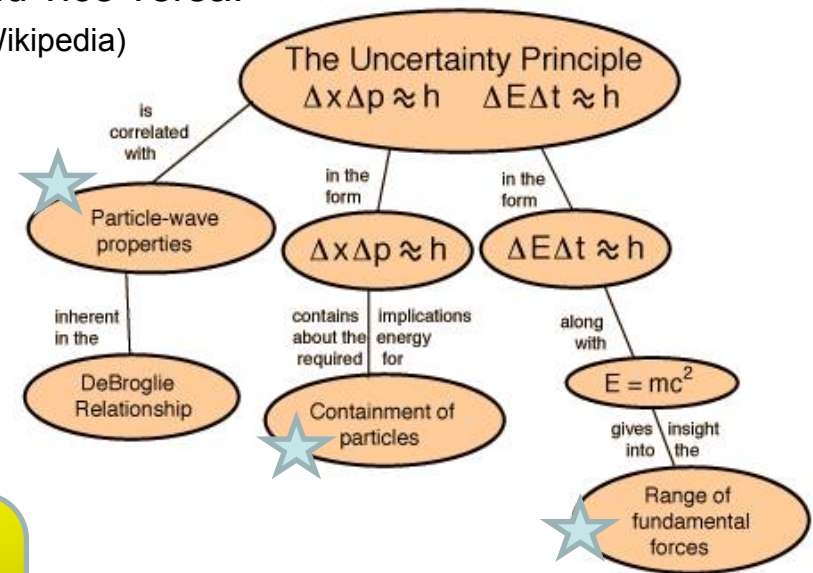 The Uncertainty Principle
ΔxΔp ≈ h ΔEΔt ≈ h
is
correlated
with
Particle-wave
properties
inherent
in the
DeBroglie
Relationship
in the
form
ΔxΔp ≈ h
contains implications
about the energy
required for
Containment of
particles
in the
form
ΔEΔt ≈ h
along
with
E = mc²
gives insight
into the
Range of
fundamental
forces